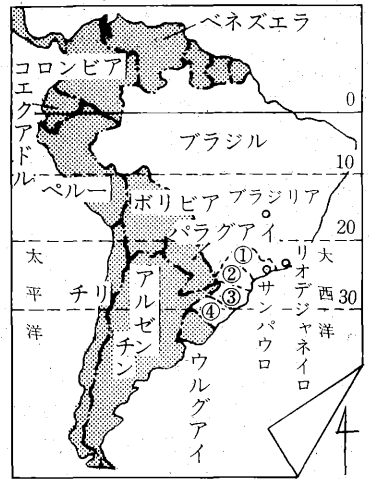 ベネズエラ
コロンビア
エクアドル
0
ブラジル
10
ペルー
ボリビア
ブラジリア
パラグアイ
20
①
②
③
④
リオデジャネイロ
サンパウロ
大西洋
太平洋
チリ
アルゼンチン
30
ウルグアイ
4